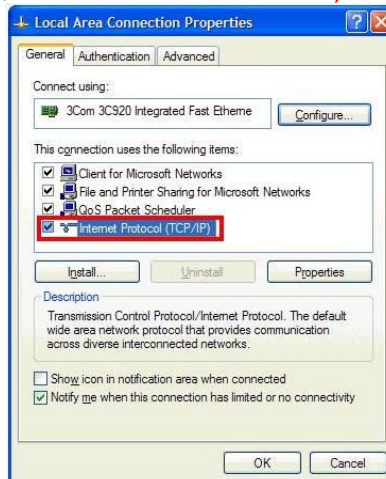 Local Area Connection Properties
General Authentication Advanced
Connect using:
3Com 3C920 Integrated Fast Etherne
Configure...
This connection uses the following items:
Client for Microsoft Networks
File and Printer Sharing for Microsoft Networks
QoS Packet Scheduler
Internet Protocol (TCP/IP)
Install... Uninstall Properties
Description
Transmission Control Protocol/Internet Protocol. The default
wide area network protocol that provides communication
across diverse interconnected networks.
Show icon in notification area when connected
Notify me when this connection has limited or no connectivity
OK Cancel